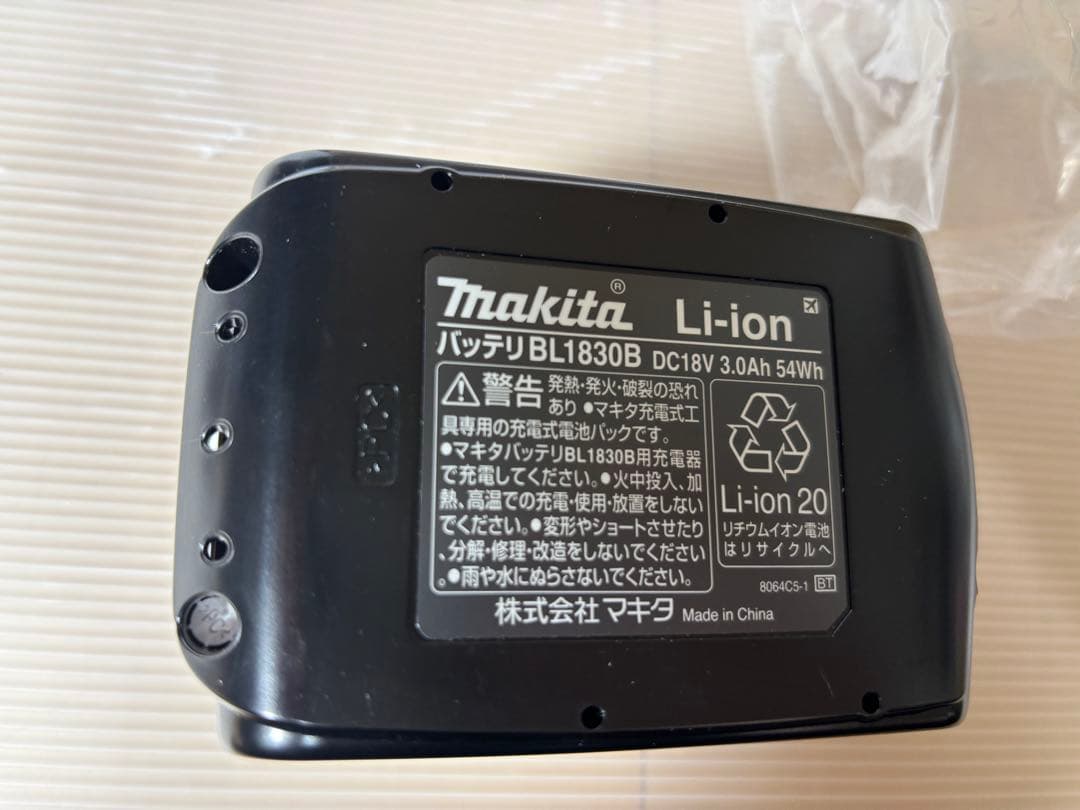 makita®
Li-ion
バッテリBL1830B DC18V 3.0Ah 54Wh
⚠警告 発熱・発火・破裂の恐れ
あり ●マキタ充電式工
具専用の充電式電池パックです。
●マキタバッテリBL1830B用充電器
で充電してください。●火中投入、加
熱、高温での充電・使用・放置をしない
でください。●変形やショートさせたり
、分解・修理・改造をしないでください
。●雨や水にぬらさないでください。
Li-ion 20
リチウムイオン電池
はリサイクルへ
8064C5-1 BT
株式会社マキタ Made in China
>PC<